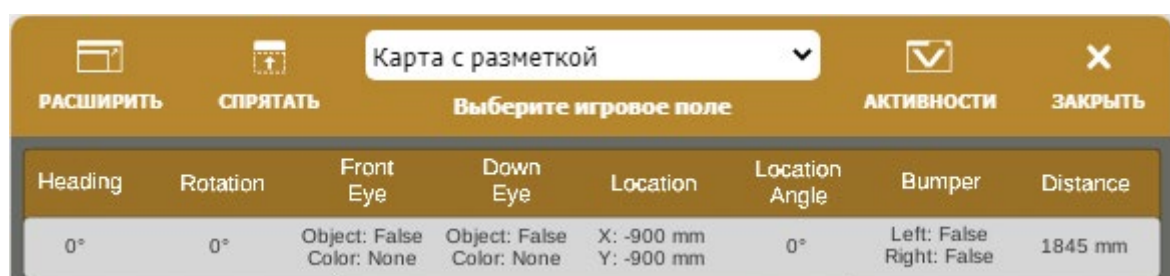 Карта с разметкой
РАСШИРИТЬ СПРЯТАТЬ Выберите игровое поле АКТИВНОСТИ ЗАКРЫТЬ
Heading Rotation Front Eye Down Eye Location Location Angle Bumper Distance
0° 0° Object: False Color: None Object: False Color: None X: -900 mm Y: -900 mm 0° Left: False Right: False 1845 mm